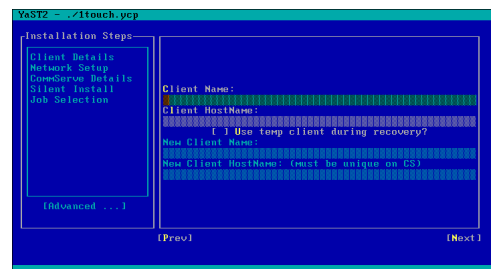 YaST2 - ./1touch.ycp
Installation Steps
Client Details
Network Setup
CommServe Details
Silent Install
Job Selection
[Advanced ...]
Client Name:
Client HostName:
[ ] Use temp client during recovery?
New Client Name:
New Client HostName: (must be unique on CS)
[Prev]
[Next]